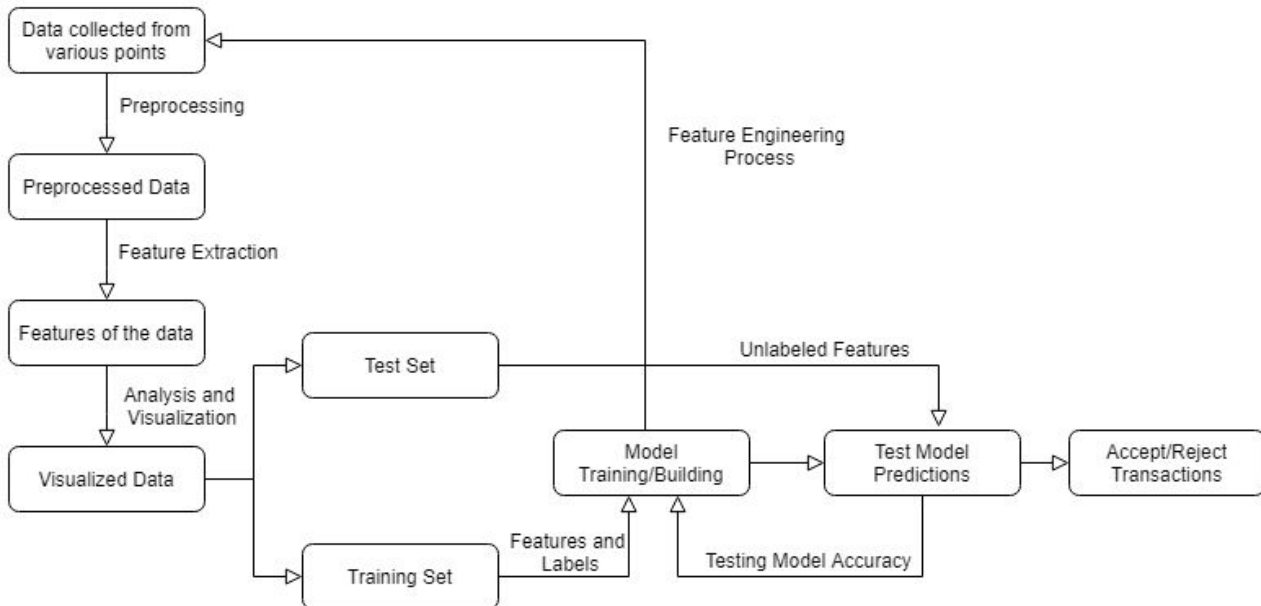 Data collected from
various points
Preprocessing
Feature Engineering
Process
Preprocessed Data
Feature Extraction
Features of the data
Test Set
Unlabeled Features
Analysis and
Visualization
Visualized Data
Model
Training/Building
Test Model
Predictions
Accept/Reject
Transactions
Features and
Labels
Testing Model Accuracy
Training Set